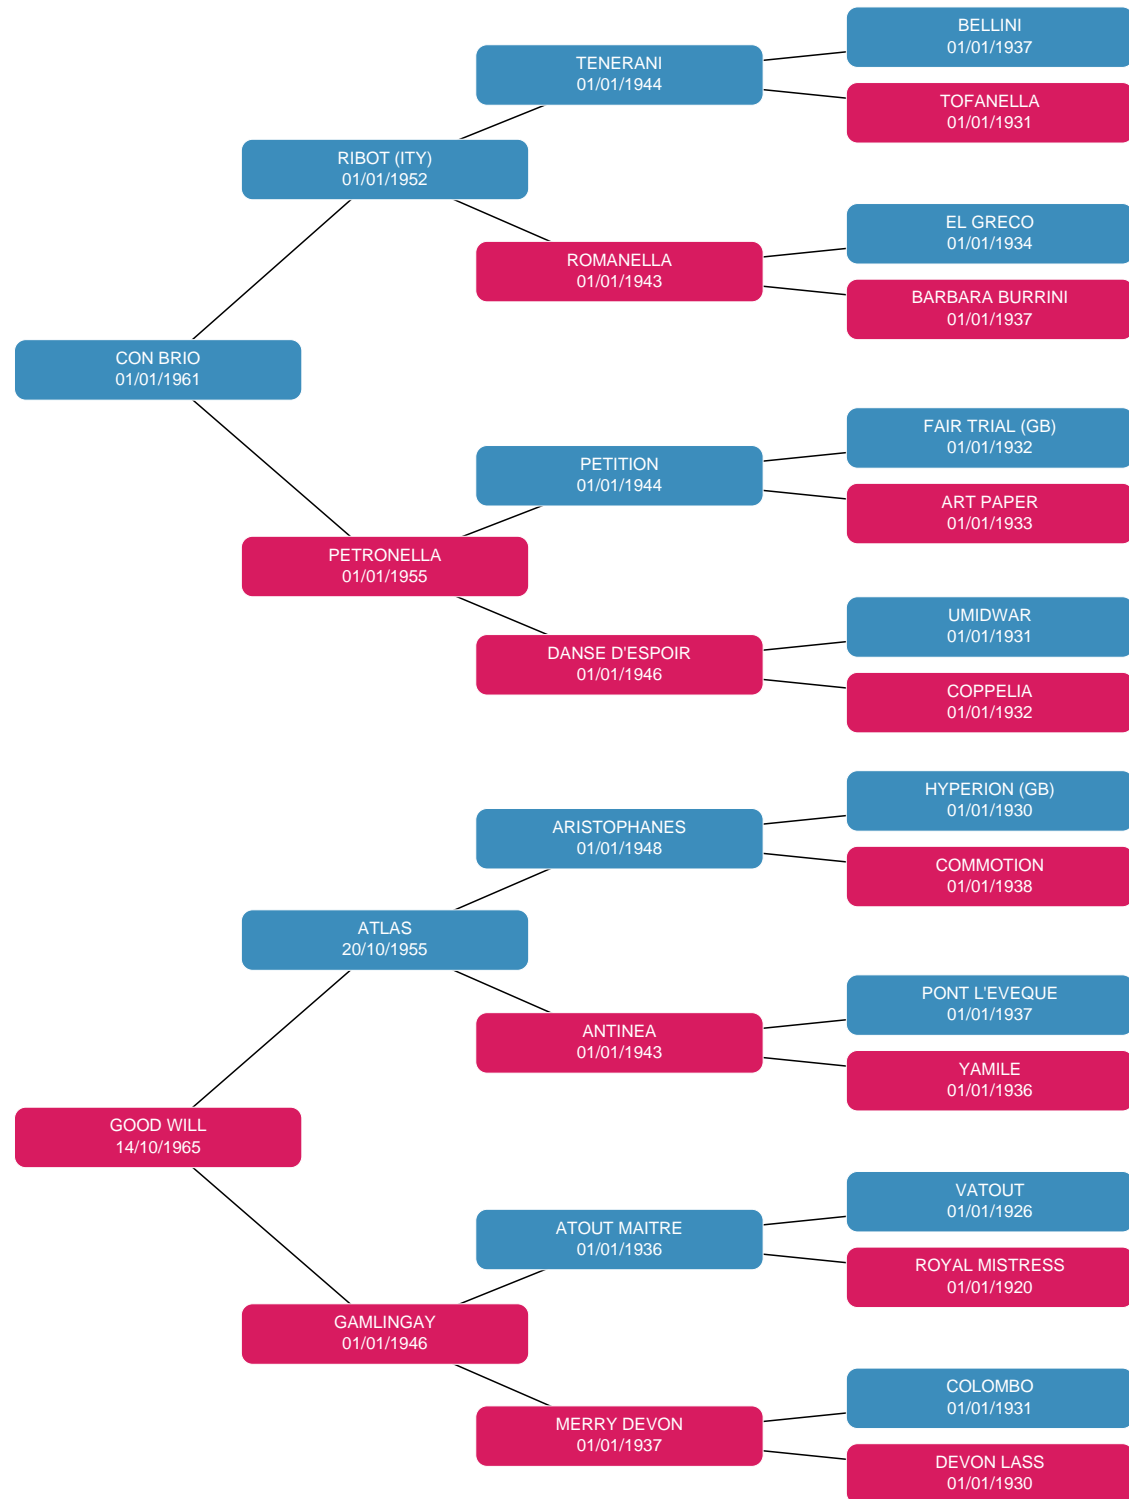 BELLINI
01/01/1937
TENERANI
01/01/1944
TOFANELLA
01/01/1931
RIBOT (ITY)
01/01/1952
EL GRECO
01/01/1934
ROMANELLA
01/01/1943
BARBARA BURRINI
01/01/1937
CON BRIO
01/01/1961
FAIR TRIAL (GB)
01/01/1932
PETITION
01/01/1944
ART PAPER
01/01/1933
PETRONELLA
01/01/1955
UMIDWAR
01/01/1931
DANSE D'ESPOIR
01/01/1946
COPPELIA
01/01/1932
HYPERION (GB)
01/01/1930
ARISTOPHANES
01/01/1948
COMMOTION
01/01/1938
ATLAS
20/10/1955
PONT L'EVEQUE
01/01/1937
ANTINEA
01/01/1943
YAMILE
01/01/1936
GOOD WILL
14/10/1965
VATOUT
01/01/1926
ATOUT MAITRE
01/01/1936
ROYAL MISTRESS
01/01/1920
GAMLINGAY
01/01/1946
COLOMBO
01/01/1931
MERRY DEVON
01/01/1937
DEVON LASS
01/01/1930